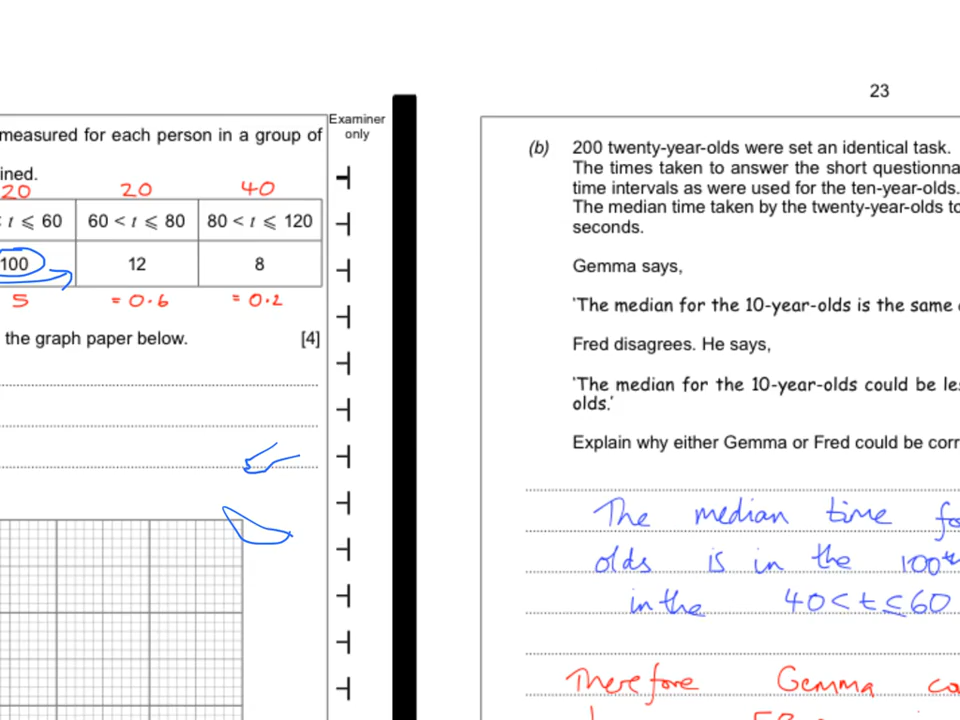 measured for each person in a group of
ined.
20 20 40
t ⩽ 60 60 < t ⩽ 80 80 < t ⩽ 120
100 12 8
5 = 0.6 = 0.2
the graph paper below. [4]
Examiner
only
23
(b) 200 twenty-year-olds were set an identical task.
The times taken to answer the short questionna
time intervals as were used for the ten-year-olds.
The median time taken by the twenty-year-olds to
seconds.
Gemma says,
'The median for the 10-year-olds is the same
Fred disagrees. He says,
'The median for the 10-year-olds could be les
olds.'
Explain why either Gemma or Fred could be corr
The median time fo
olds is in the 100th
in the 40 < t ≤ 60
Therefore Gemma co